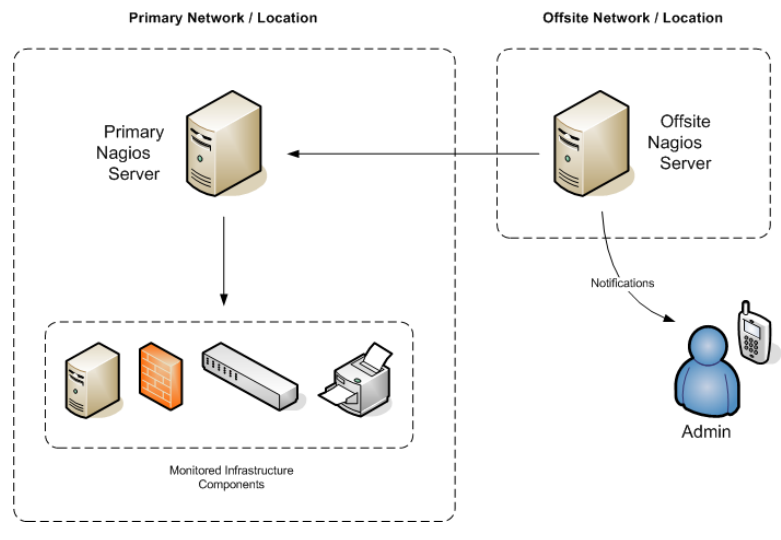 Primary Network / Location
Offsite Network / Location
Primary
Nagios
Server
Offsite
Nagios
Server
Notifications
Admin
Monitored Infrastructure
Components